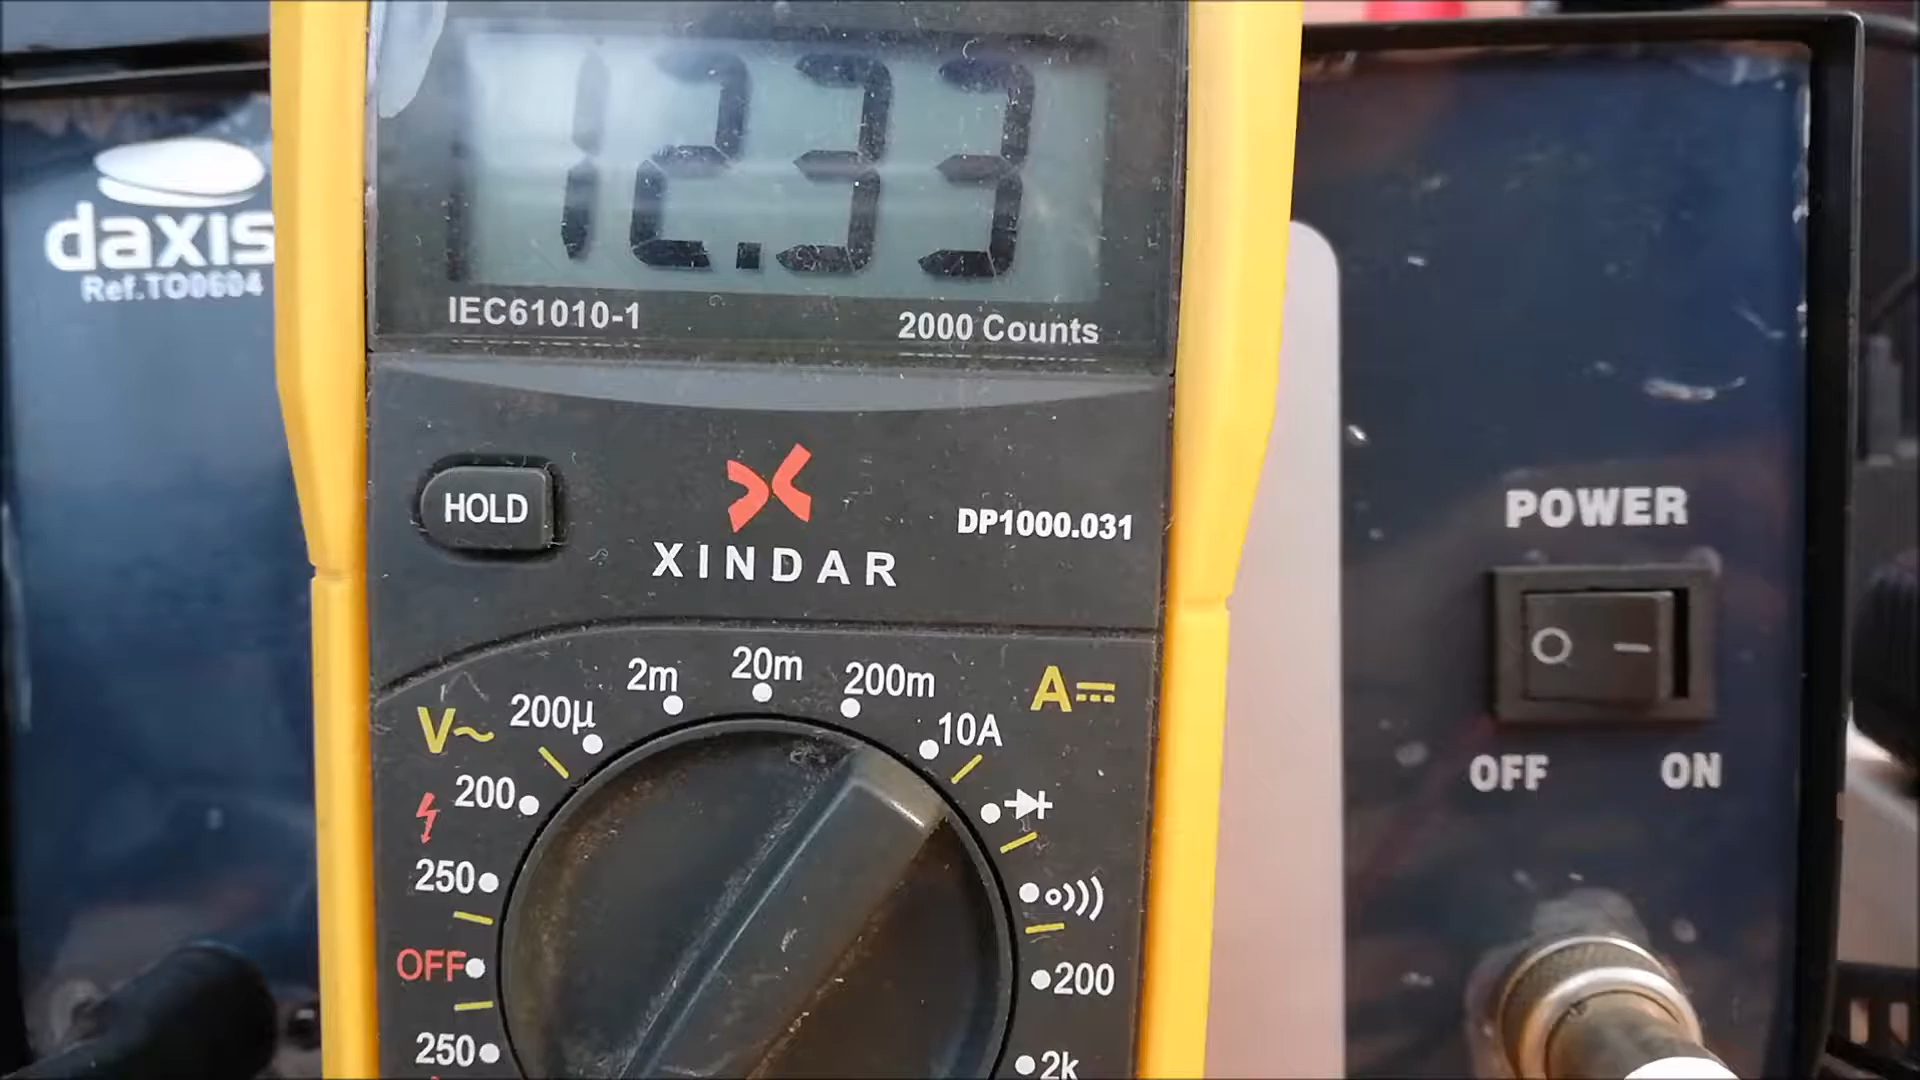 12.33
IEC61010-1
2000 Counts
daxis
Ref.TO0604
HOLD
XINDAR
DP1000.031
POWER
O –
OFF ON
V~
200µ
2m
20m
200m
10A
A
200
250
OFF
250
200
2k